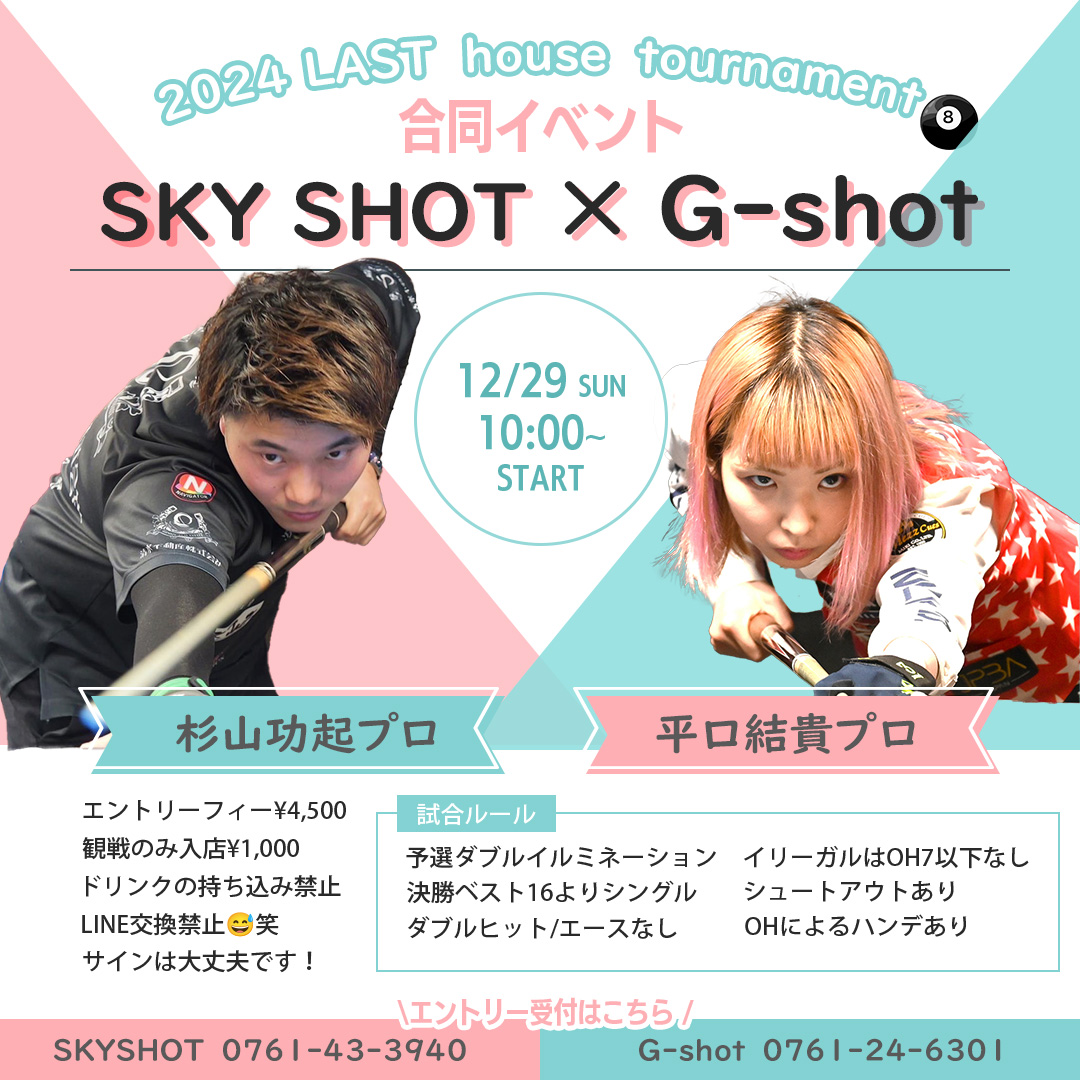 2024 LAST house tournament
8
合同イベント
SKY SHOT × G-shot
12/29 SUN
10:00~
START
N
NAVIGATOR
杉山功起プロ
平口結貴プロ
エントリーフィー¥4,500
観戦のみ入店¥1,000
ドリンクの持ち込み禁止
LINE交換禁止😅笑
サインは大丈夫です！
試合ルール
予選ダブルイルミネーション
決勝ベスト16よりシングル
ダブルヒット/エースなし
イリーガルはOH7以下なし
シュートアウトあり
OHによるハンデあり
\エントリー受付はこちら /
SKYSHOT 0761-43-3940
G-shot 0761-24-6301